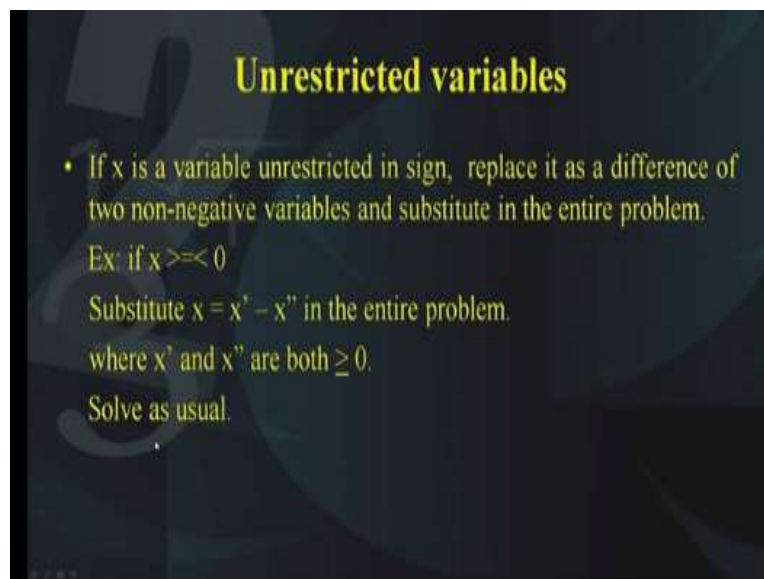 Unrestricted variables
• If x is a variable unrestricted in sign, replace it as a difference of
two non-negative variables and substitute in the entire problem.
Ex: if x >=< 0
Substitute x = x’ – x” in the entire problem.
where x’ and x” are both ≥ 0.
Solve as usual.